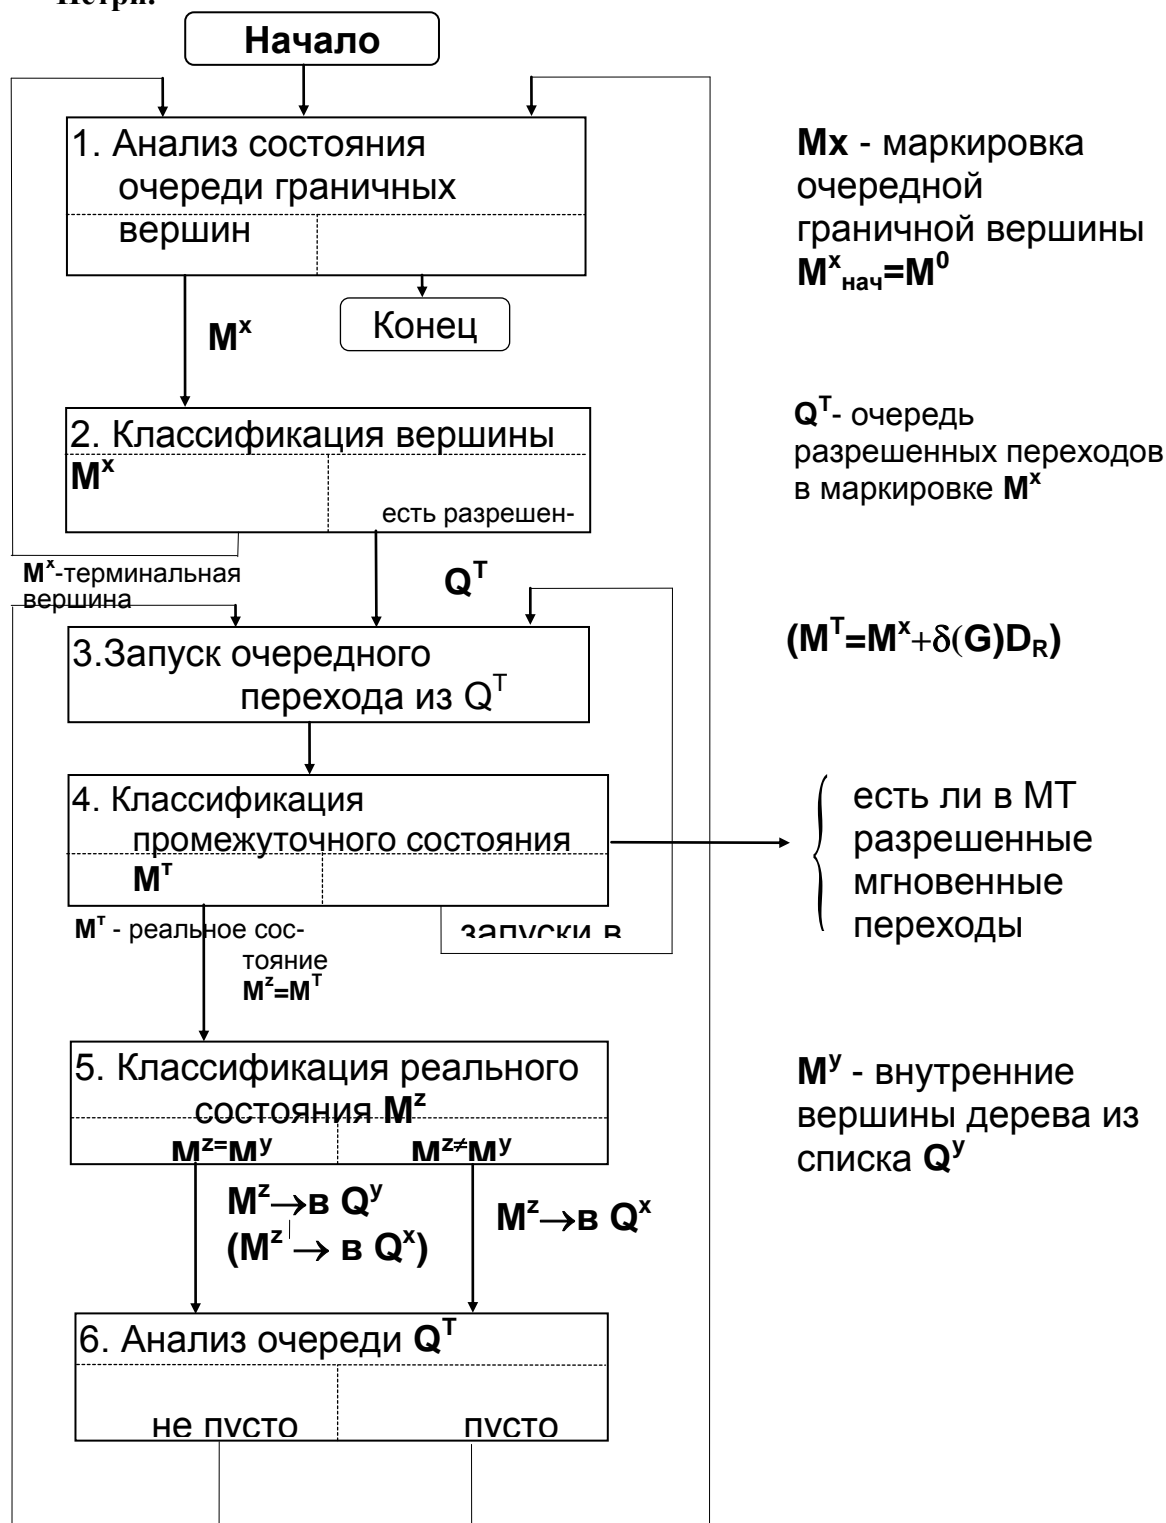 Петри.
Начало
1. Анализ состояния
очереди граничных
вершин
Mx - маркировка
очередной
граничной вершины
Mˣнач=M⁰
Конец
Mˣ
2. Классификация вершины
Mˣ
есть разрешен-
Qᵀ- очередь
разрешенных переходов
в маркировке Mˣ
Mˣ-терминальная
вершина
Qᵀ
3.Запуск очередного
перехода из Qᵀ
(Mᵀ=Mˣ+δ(G)D_R)
4. Классификация
промежуточного состояния
Mᵀ
есть ли в МТ
разрешенные
мгновенные
переходы
Mᵀ - реальное сос-
тояние
Mᶻ=Mᵀ
запуски в
5. Классификация реального
состояния Mᶻ
Mᶻ⁼Mʸ
Mᶻ≠Mʸ
Mʸ - внутренние
вершины дерева из
списка Qʸ
Mᶻ→в Qʸ
(Mᶻ → в Qˣ)
Mᶻ→в Qˣ
6. Анализ очереди Qᵀ
не пусто
пусто